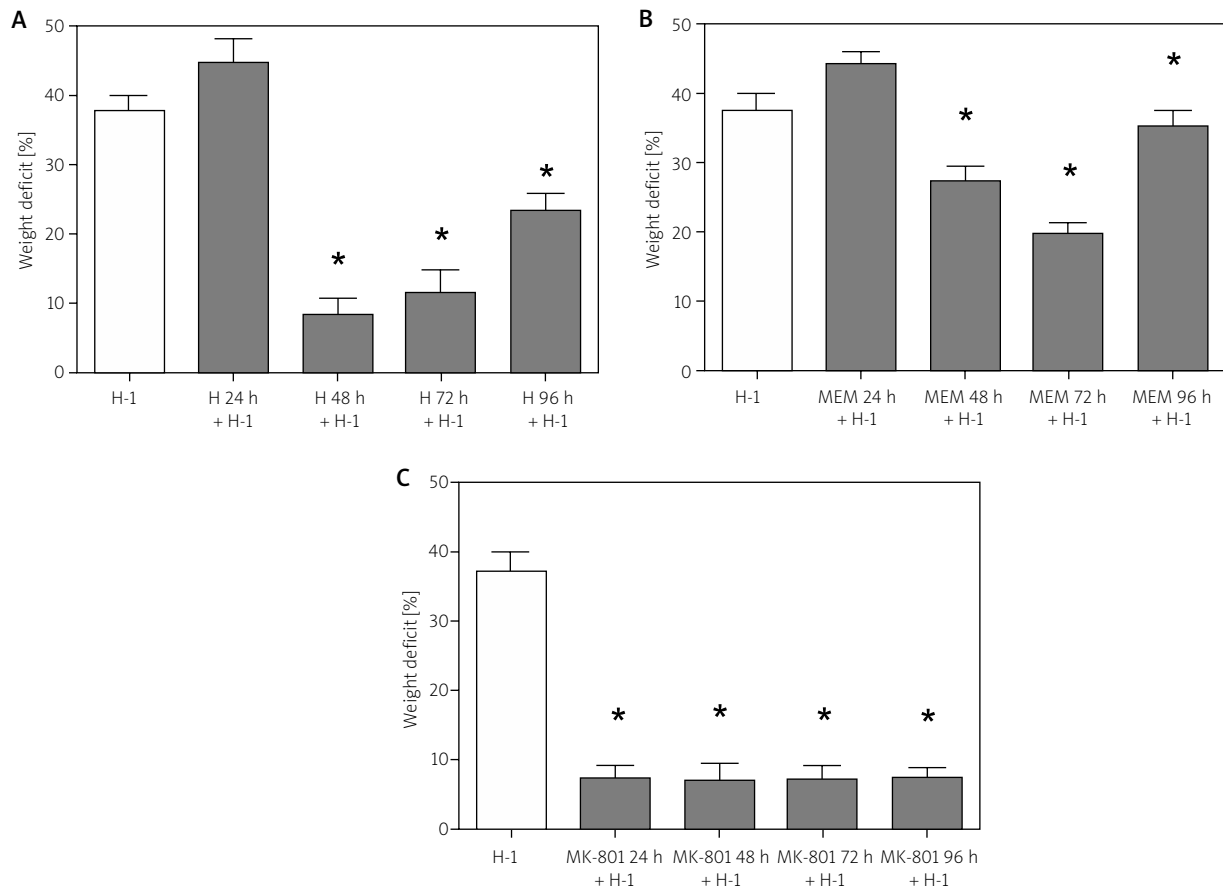 A
50
40
30
20
10
0
Weight deficit [%]
*
*
*
H-1
H 24 h
+ H-1
H 48 h
+ H-1
H 72 h
+ H-1
H 96 h
+ H-1
B
50
40
30
20
10
0
Weight deficit [%]
*
*
*
H-1
MEM 24 h
+ H-1
MEM 48 h
+ H-1
MEM 72 h
+ H-1
MEM 96 h
+ H-1
C
50
40
30
20
10
0
Weight deficit [%]
*
*
*
*
H-1
MK-801 24 h
+ H-1
MK-801 48 h
+ H-1
MK-801 72 h
+ H-1
MK-801 96 h
+ H-1